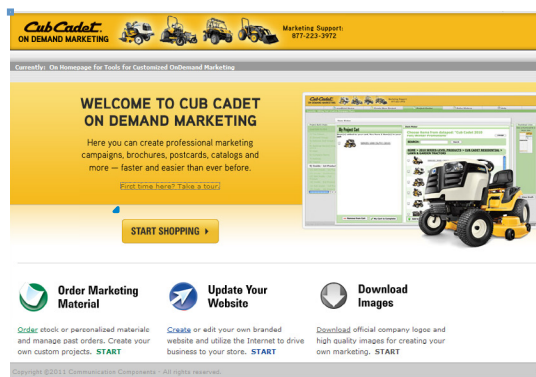 Cub Cadet.
ON DEMAND MARKETING
Marketing Support:
877-223-3972
Currently: On Homepage for Tools for Customized OnDemand Marketing
WELCOME TO CUB CADET
ON DEMAND MARKETING
Here you can create professional marketing
campaigns, brochures, postcards, catalogs and
more — faster and easier than ever before.
First time here? Take a tour.
START SHOPPING
My Project Cart
Order Marketing
Material
Order stock or personalized materials
and manage past orders. Create your
own custom projects. START
Update Your
Website
Create or edit your own branded
website and utilize the Internet to drive
business to your store. START
Download
Images
Download official company logos and
high quality images for creating your
own marketing. START
Copyright ©2011 Communication Components - All rights reserved.